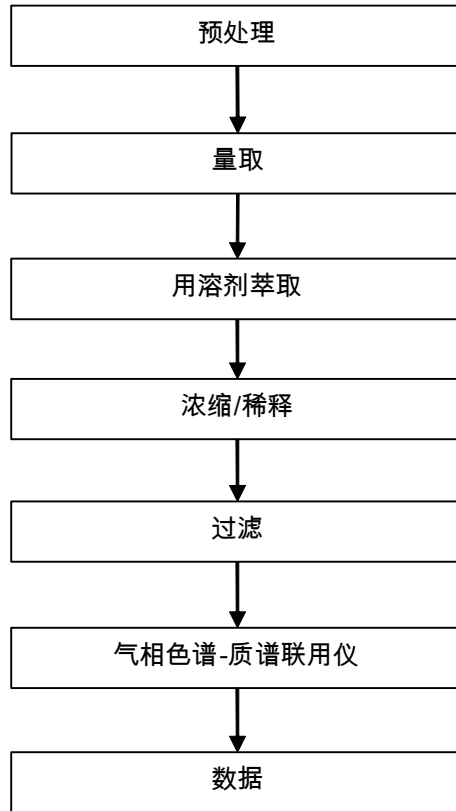 预处理
量取
用溶剂萃取
浓缩/稀释
过滤
气相色谱-质谱联用仪
数据